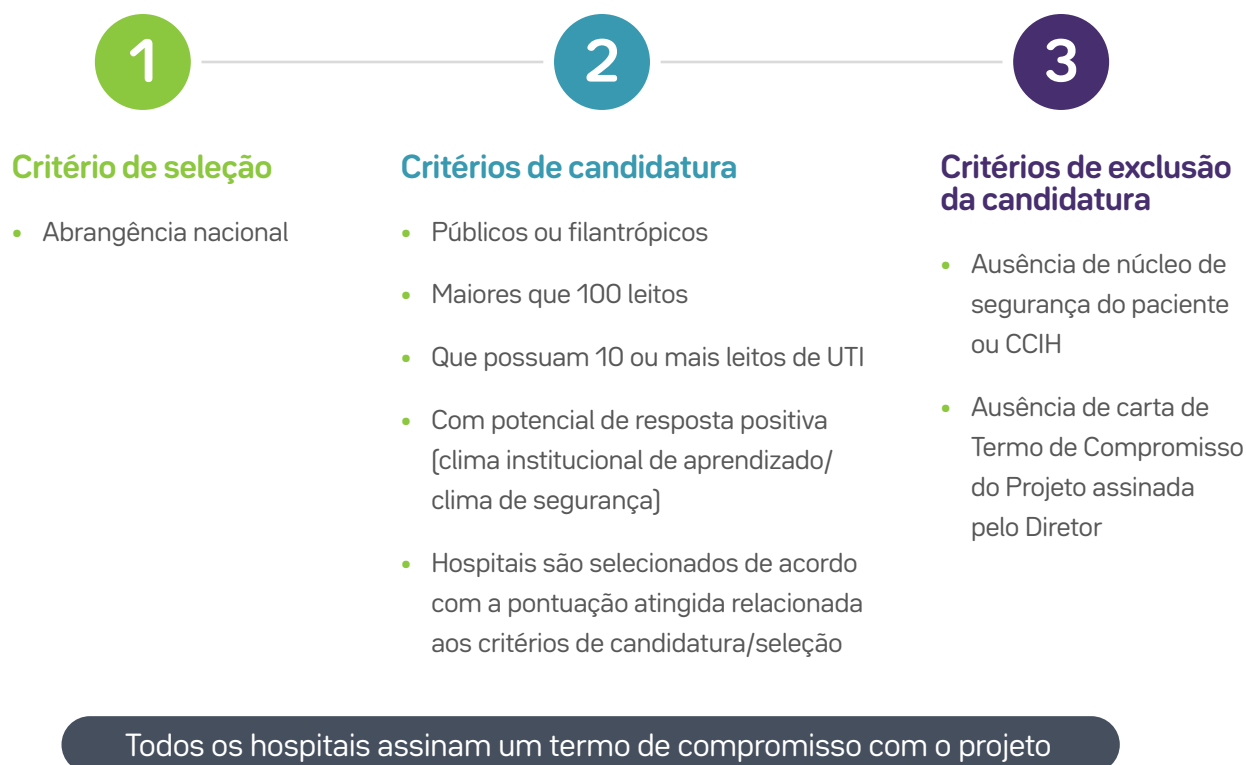 1
Critério de seleção
• Abrangência nacional
2
Critérios de candidatura
• Públicos ou filantrópicos
• Maiores que 100 leitos
• Que possuam 10 ou mais leitos de UTI
• Com potencial de resposta positiva
(clima institucional de aprendizado/
clima de segurança)
• Hospitais são selecionados de acordo
com a pontuação atingida relacionada
aos critérios de candidatura/seleção
3
Critérios de exclusão
da candidatura
• Ausência de núcleo de
segurança do paciente
ou CCIH
• Ausência de carta de
Termo de Compromisso
do Projeto assinada
pelo Diretor
Todos os hospitais assinam um termo de compromisso com o projeto